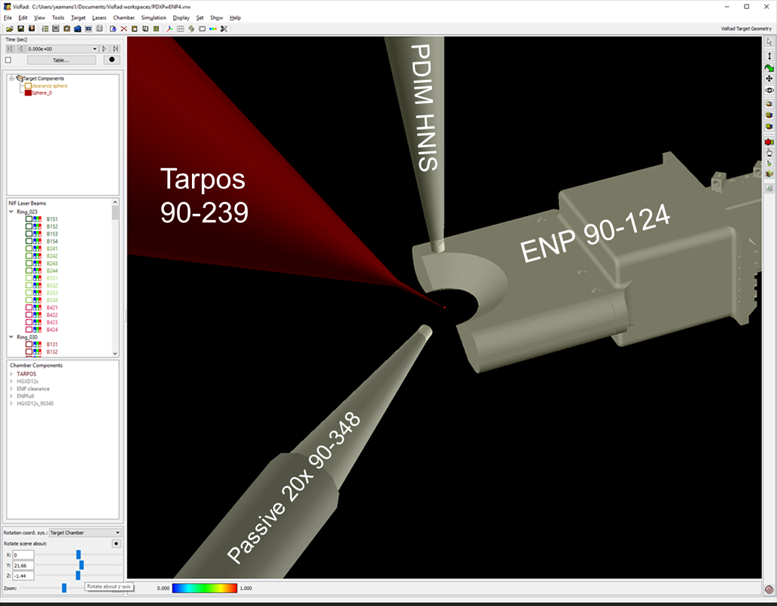 VisRad: C:/Users/yeamans1/Documents/VisRad workspaces/PDXPwENP4.vrw
File Edit View Tools Target Lasers Chamber Simulation Display Set Show Help
VisRad Target Geometry
Time (sec)
0.000e+00
Table...
Target Components
clearance sphere
Sphere_0
NIF Laser Beams
Ring_023
B151
B152
B153
B154
B241
B242
B243
B244
B331
B332
B333
B334
B421
B422
B423
B424
Ring_030
B131
B132
Chamber Components
TARPOS
HGXD12x
ENP clearance
ENPfull
HGXD12x_90348
Rotation coord. sys.: Target Chamber
Rotate scene about:
X: 0
Y: 21.66
Z: -1.44
Rotate about z-axis
Zoom:
PDIM HNIS
Tarpos
90-239
ENP 90-124
Passive 20x 90-348
0.000 1.000